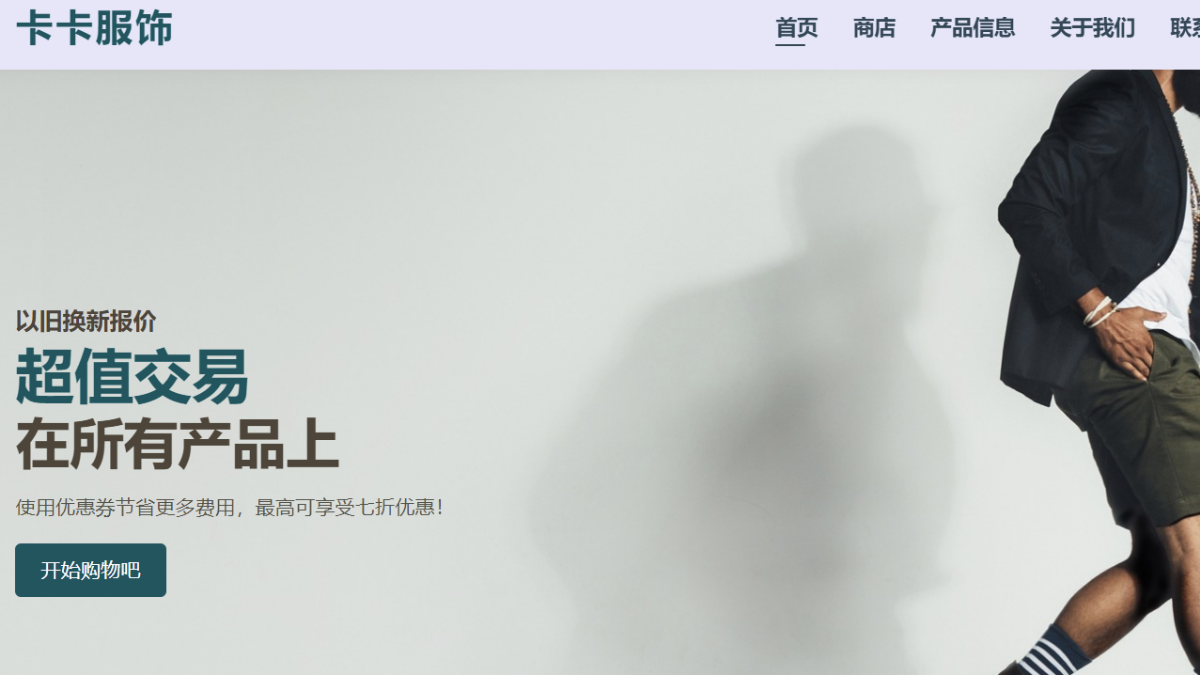 卡卡服饰
首页 商店 产品信息 关于我们 联
以旧换新报价
超值交易
在所有产品上
使用优惠券节省更多费用，最高可享受七折优惠！
开始购物吧